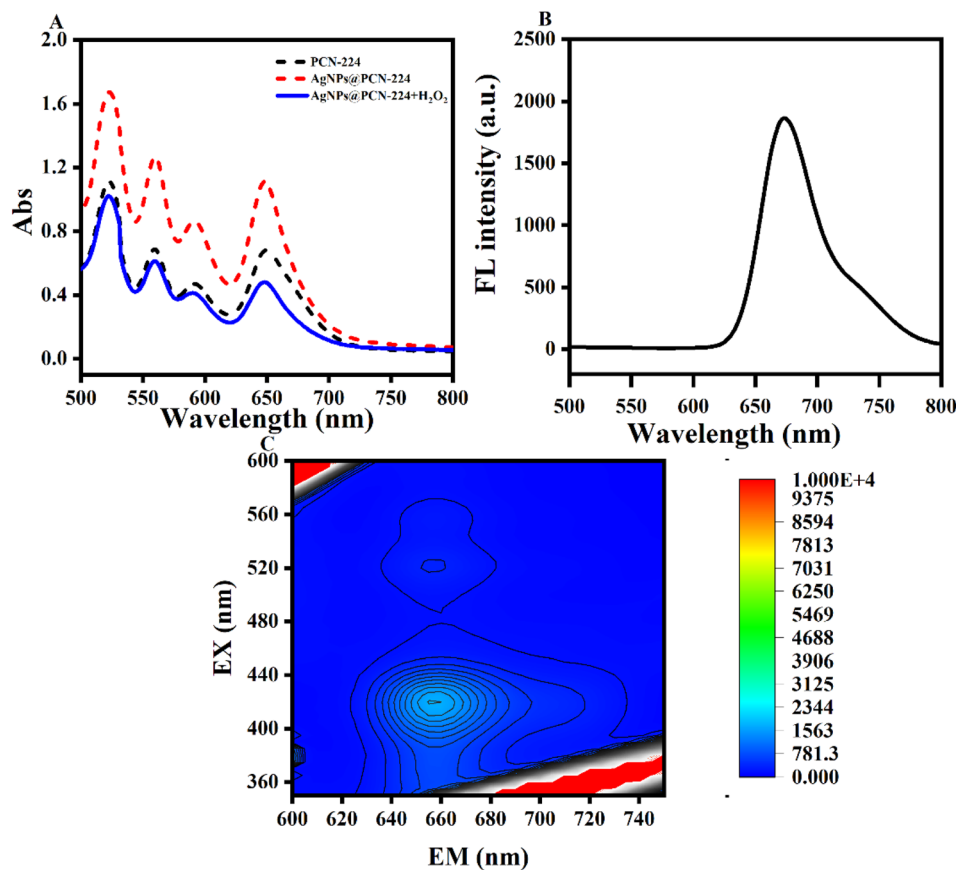 A
2.0
1.6
1.2
0.8
0.4
0.0
Abs
PCN-224
AgNPs@PCN-224
AgNPs@PCN-224+H₂O₂
500 550 600 650 700 750 800
Wavelength (nm)
B
2500
2000
1500
1000
500
0
FL intensity (a.u.)
500 550 600 650 700 750 800
Wavelength (nm)
C
600
560
520
480
440
400
360
EX (nm)
600 620 640 660 680 700 720 740
EM (nm)
1.000E+4
9375
8594
7813
7031
6250
5469
4688
3906
3125
2344
1563
781.3
0.000